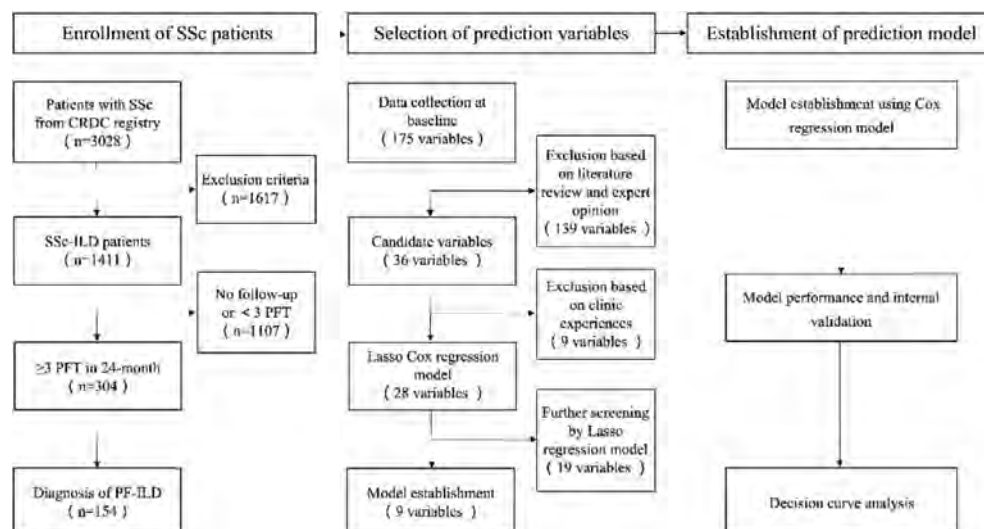 Enrollment of SSc patients
Selection of prediction variables
Establishment of prediction model
Patients with SSc
from CRDC registry
( n=3028 )
Exclusion criteria
( n=1617 )
SSc-ILD patients
( n=1411 )
No follow-up
or < 3 PFT
( n=1107 )
≥3 PFT in 24-month
( n=304 )
Diagnosis of PF-ILD
( n=154 )
Data collection at
baseline
( 175 variables )
Exclusion based
on literature
review and expert
opinion
( 139 variables )
Candidate variables
( 36 variables )
Exclusion based
on clinic
experiences
( 9 variables )
Lasso Cox regression
model
( 28 variables )
Further screening
by Lasso
regression model
( 19 variables )
Model establishment
( 9 variables )
Model establishment using Cox
regression model
Model performance and internal
validation
Decision curve analysis